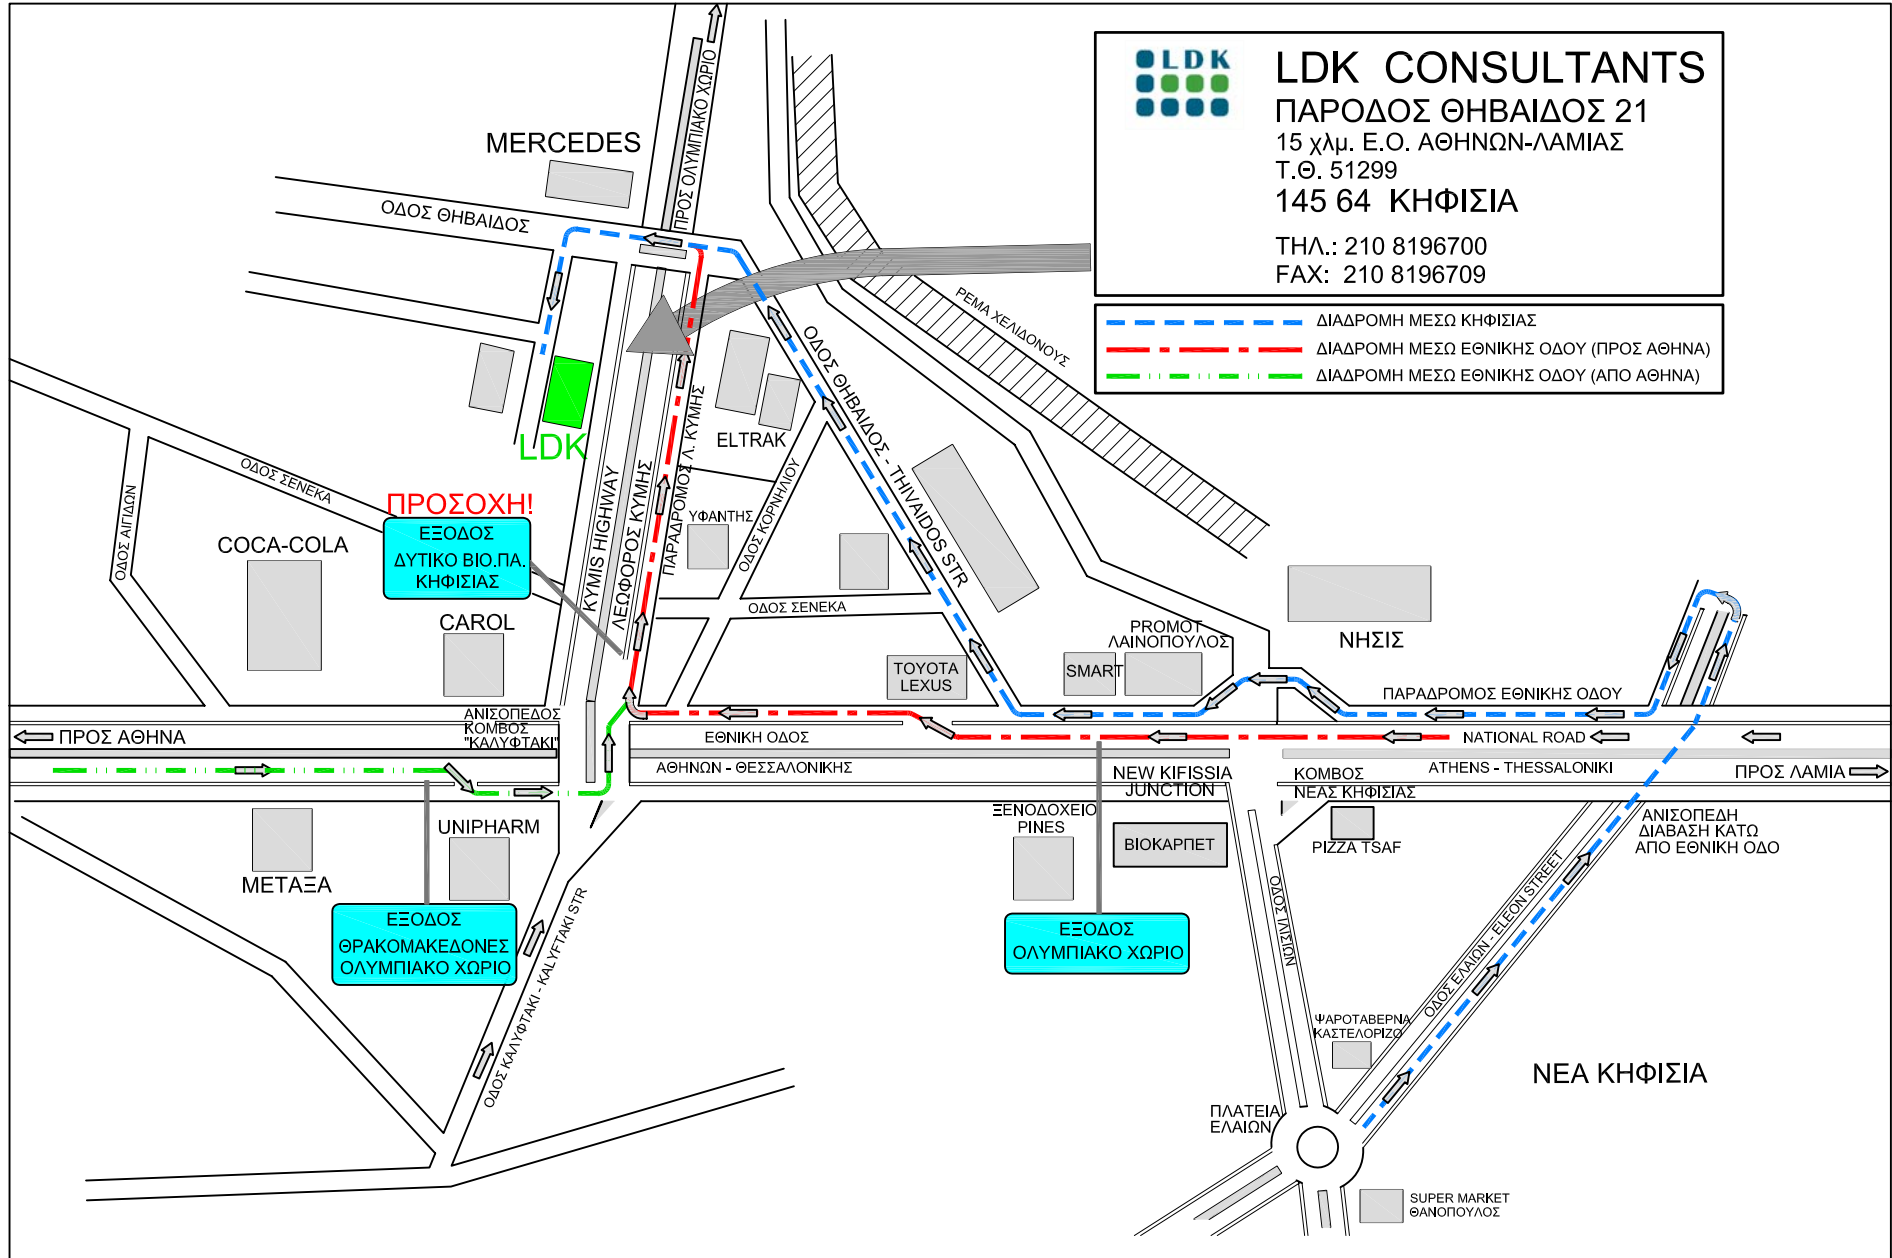 LDK
LDK CONSULTANTS
ΠΑΡΟΔΟΣ ΘΗΒΑΙΔΟΣ 21
15 χλμ. Ε.Ο. ΑΘΗΝΩΝ-ΛΑΜΙΑΣ
Τ.Θ. 51299
145 64 ΚΗΦΙΣΙΑ
ΤΗΛ.: 210 8196700
FAX: 210 8196709
ΔΙΑΔΡΟΜΗ ΜΕΣΩ ΚΗΦΙΣΙΑΣ
ΔΙΑΔΡΟΜΗ ΜΕΣΩ ΕΘΝΙΚΗΣ ΟΔΟΥ (ΠΡΟΣ ΑΘΗΝΑ)
ΔΙΑΔΡΟΜΗ ΜΕΣΩ ΕΘΝΙΚΗΣ ΟΔΟΥ (ΑΠΟ ΑΘΗΝΑ)
ΠΡΟΣ ΟΛΥΜΠΙΑΚΟ ΧΩΡΙΟ
MERCEDES
ΟΔΟΣ ΘΗΒΑΙΔΟΣ
ΡΕΜΑ ΧΕΛΙΔΟΝΟΥΣ
ΟΔΟΣ ΘΗΒΑΙΔΟΣ - THIVAIDOS STR
ELTRAK
LDK
ΟΔΟΣ ΣΕΝΕΚΑ
ΟΔΟΣ ΑΙΓΙΔΩΝ
ΠΡΟΣΟΧΗ!
ΕΞΟΔΟΣ
ΔΥΤΙΚΟ ΒΙΟ.ΠΑ.
ΚΗΦΙΣΙΑΣ
KYMIS HIGHWAY
ΛΕΩΦΟΡΟΣ ΚΥΜΗΣ
ΠΑΡΑΔΡΟΜΟΣ Λ. ΚΥΜΗΣ
ΥΦΑΝΤΗΣ
ΟΔΟΣ ΚΟΡΝΗΛΙΟΥ
COCA-COLA
CAROL
ΟΔΟΣ ΣΕΝΕΚΑ
PROMOT
ΛΑΙΝΟΠΟΥΛΟΣ
ΝΗΣΙΣ
TOYOTA
LEXUS
SMART
ΠΑΡΑΔΡΟΜΟΣ ΕΘΝΙΚΗΣ ΟΔΟΥ
ΑΝΙΣΟΠΕΔΟΣ
ΚΟΜΒΟΣ
"ΚΑΛΥΦΤΑΚΙ"
ΠΡΟΣ ΑΘΗΝΑ
ΕΘΝΙΚΗ ΟΔΟΣ
NATIONAL ROAD
ΑΘΗΝΩΝ - ΘΕΣΣΑΛΟΝΙΚΗΣ
ATHENS - THESSALONIKI
ΠΡΟΣ ΛΑΜΙΑ
NEW KIFISSIA
JUNCTION
ΚΟΜΒΟΣ
ΝΕΑΣ ΚΗΦΙΣΙΑΣ
ΞΕΝΟΔΟΧΕΙΟ
PINES
ΒΙΟΚΑΡΠΕΤ
PIZZA TSAF
ΑΝΙΣΟΠΕΔΗ
ΔΙΑΒΑΣΗ ΚΑΤΩ
ΑΠΟ ΕΘΝΙΚΗ ΟΔΟ
ΜΕΤΑΞΑ
UNIPHARM
ΕΞΟΔΟΣ
ΘΡΑΚΟΜΑΚΕΔΟΝΕΣ
ΟΛΥΜΠΙΑΚΟ ΧΩΡΙΟ
ΕΞΟΔΟΣ
ΟΛΥΜΠΙΑΚΟ ΧΩΡΙΟ
ΟΔΟΣ ΚΑΛΥΦΤΑΚΙ - KALYFTAKI STR
ΟΔΟΣ ΙΛΙΣΙΩΝ
ΟΔΟΣ ΕΛΑΙΩΝ - ELEON STREET
ΨΑΡΟΤΑΒΕΡΝΑ
ΚΑΣΤΕΛΟΡΙΖΟ
ΝΕΑ ΚΗΦΙΣΙΑ
ΠΛΑΤΕΙΑ
ΕΛΑΙΩΝ
SUPER MARKET
ΘΑΝΟΠΟΥΛΟΣ